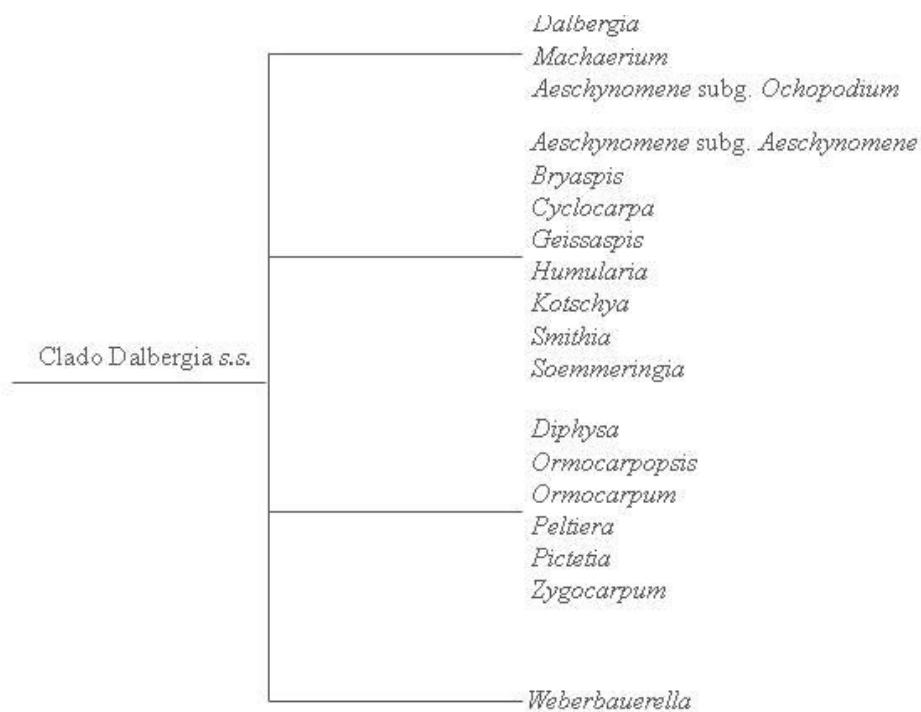 Dalbergia
Machaerium
Aeschynomene subg. Ochopodium
Aeschynomene subg. Aeschynomene
Bryaspis
Cyclocarpa
Geissaspis
Humularia
Kotschya
Smithia
Soemmeringia
Clado Dalbergia s.s.
Diphysa
Ormocarpopsis
Ormocarpum
Peltiera
Pictetia
Zygocarpum
Weberbauerella